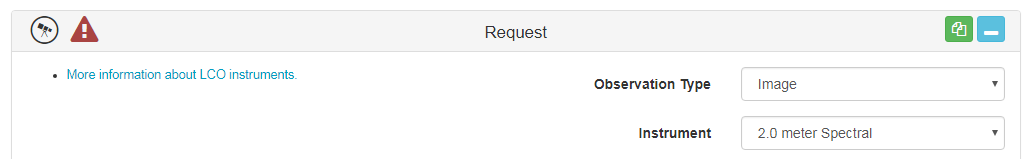 Request
More information about LCO instruments.
Observation Type
Image
Instrument
2.0 meter Spectral